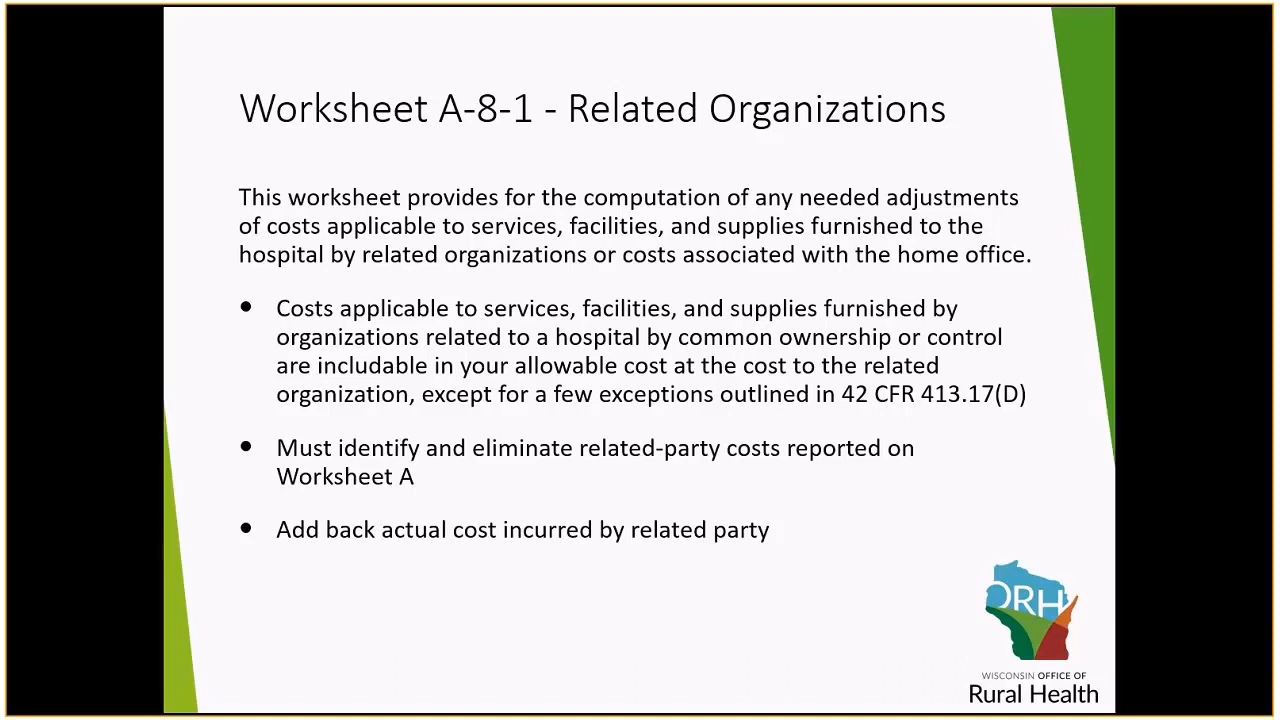 Worksheet A-8-1 - Related Organizations
This worksheet provides for the computation of any needed adjustments
of costs applicable to services, facilities, and supplies furnished to the
hospital by related organizations or costs associated with the home office.
• Costs applicable to services, facilities, and supplies furnished by
organizations related to a hospital by common ownership or control
are includable in your allowable cost at the cost to the related
organization, except for a few exceptions outlined in 42 CFR 413.17(D)
• Must identify and eliminate related-party costs reported on
Worksheet A
• Add back actual cost incurred by related party
ORH
WISCONSIN OFFICE OF
Rural Health